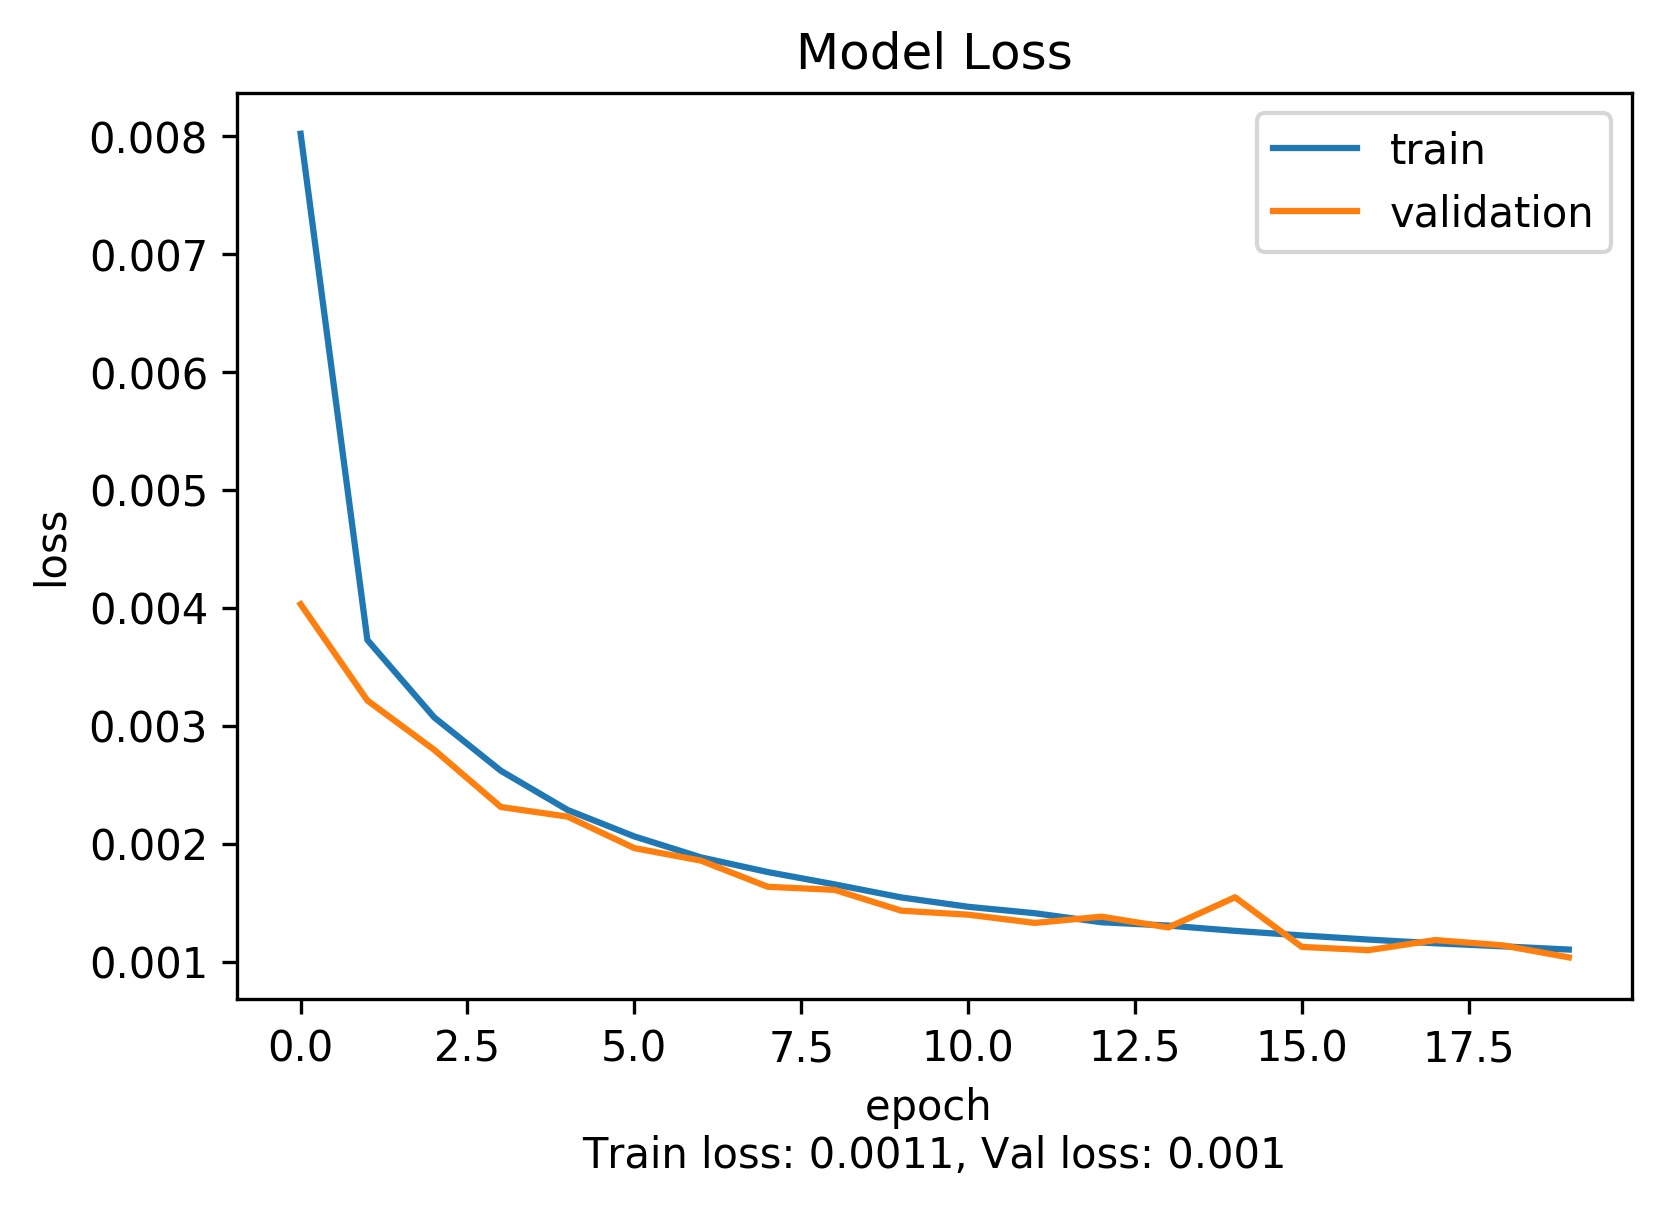 Model Loss
0.008
0.007
0.006
0.005
0.004
0.003
0.002
0.001
loss
train
validation
0.0 2.5 5.0 7.5 10.0 12.5 15.0 17.5
epoch
Train loss: 0.0011, Val loss: 0.001